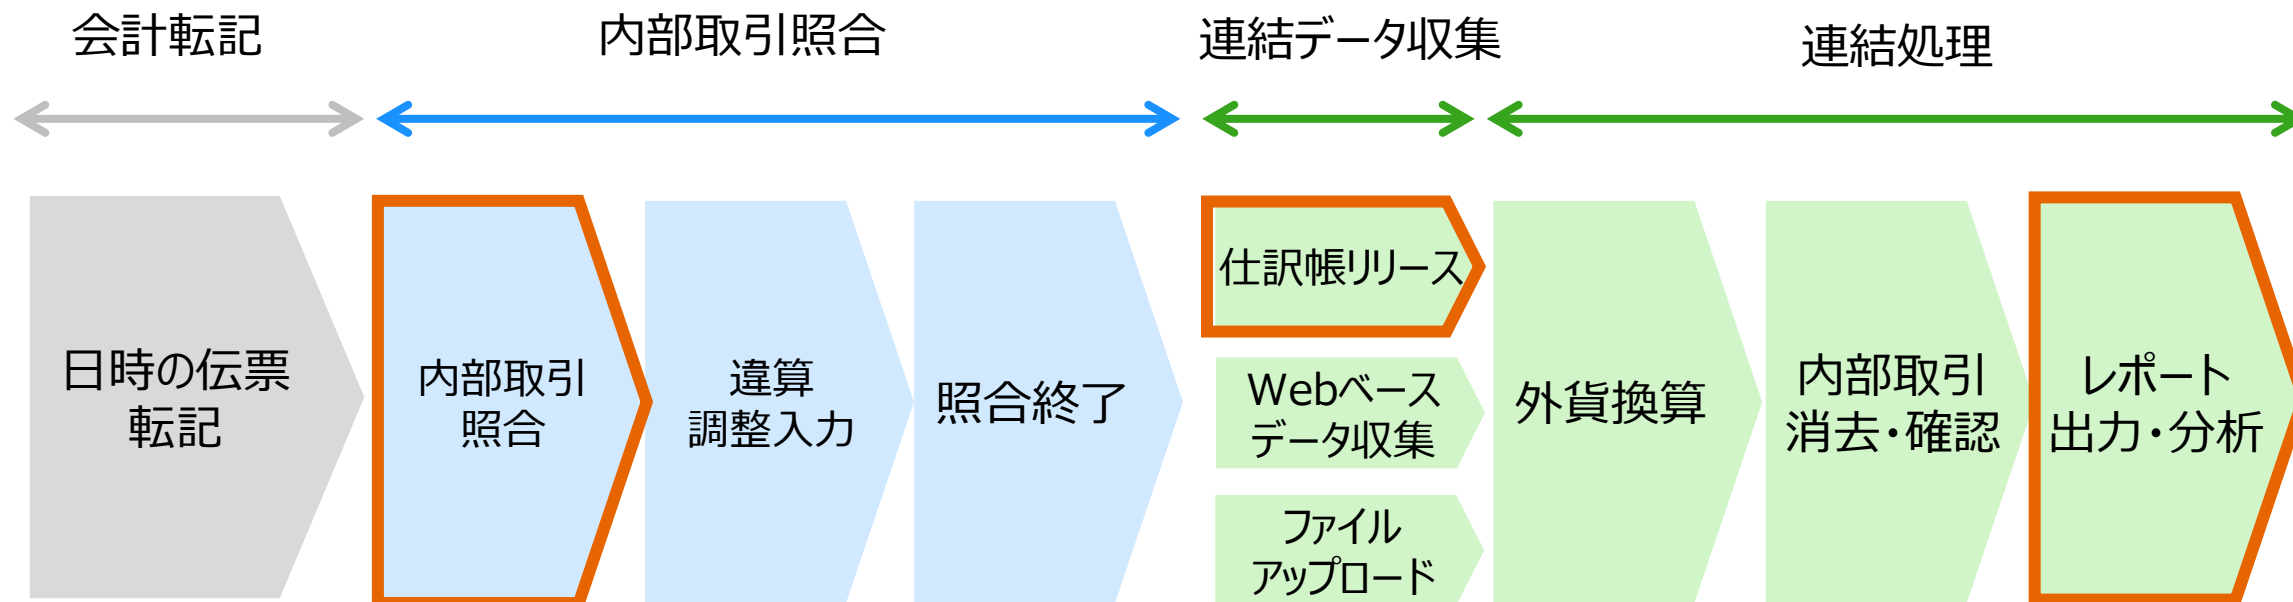 会計転記
内部取引照合
連結データ収集
連結処理
日時の伝票
転記
内部取引
照合
違算
調整入力
照合終了
仕訳帳リリース
Webベース
データ収集
ファイル
アップロード
外貨換算
内部取引
消去・確認
レポート
出力・分析